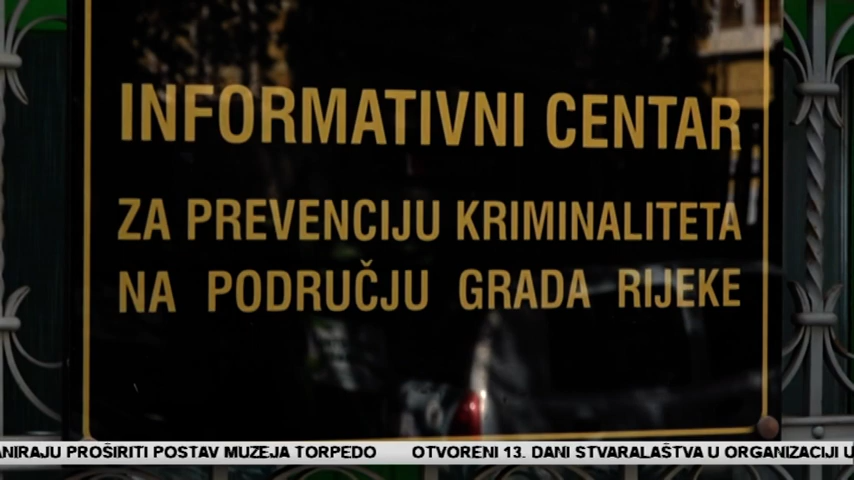 INFORMATIVNI CENTAR
ZA PREVENCIJU KRIMINALITETA
NA PODRUČJU GRADA RIJEKE
PROŠIRITI POSTAV MUZEJA TORPEDO OTVORENI 13. DANI STVARALAŠTVA U ORGANIZACIJI